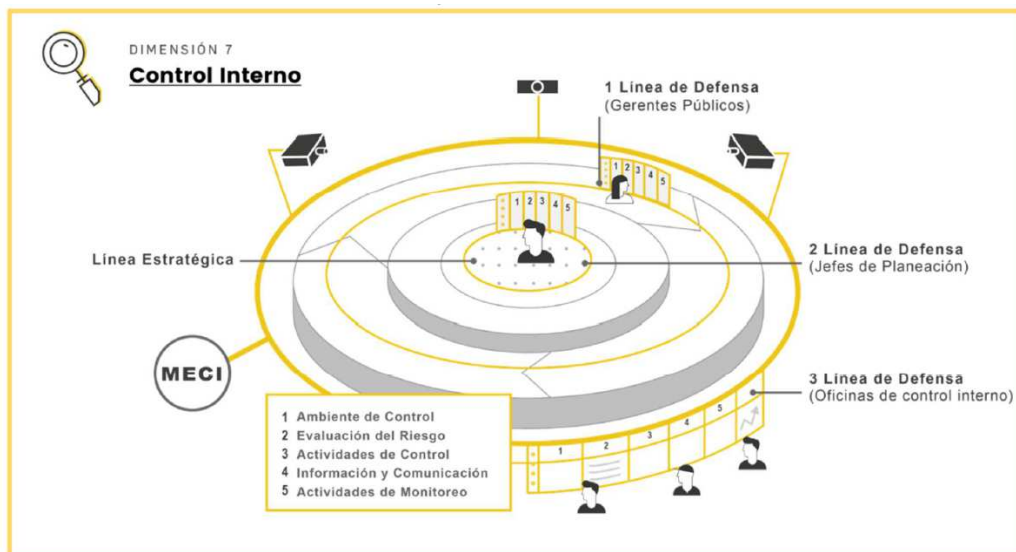 DIMENSIÓN 7
Control Interno
1 Línea de Defensa
(Gerentes Públicos)
1 2 3 4 5
1 2 3 4 5
Línea Estratégica
2 Línea de Defensa
(Jefes de Planeación)
MECI
3 Línea de Defensa
(Oficinas de control interno)
1 Ambiente de Control
2 Evaluación del Riesgo
3 Actividades de Control
4 Información y Comunicación
5 Actividades de Monitoreo
1 2 3 4 5